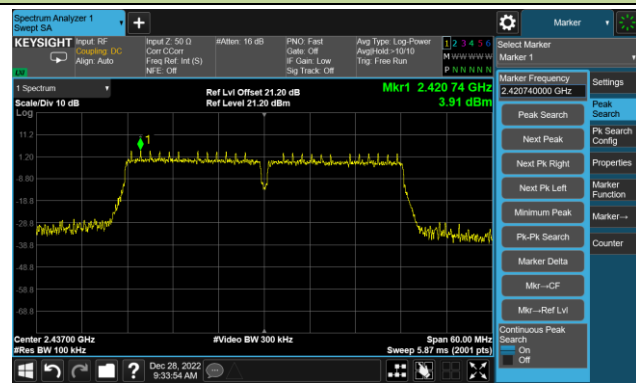 Spectrum Analyzer 1
Swept SA
+
Marker
KEYSIGHT
Input: RF
Coupling: DC
Align: Auto
Input Z: 50 Ω
Corr CCorr
Freq Ref: Int (S)
NFE: Off
#Atten: 16 dB
PNO: Fast
Gate: Off
IF Gain: Low
Sig Track: Off
Avg Type: Log-Power
Avg|Hold:>10/10
Trig: Free Run
1 2 3 4 5 6
M W W W W W
P N N N N N
LU
Select Marker
Marker 1
1 Spectrum
Scale/Div 10 dB
Log
Ref Lvl Offset 21.20 dB
Ref Level 21.20 dBm
Mkr1 2.420 74 GHz
3.91 dBm
1
11.2
1.20
-8.80
-18.8
-28.8
-38.8
-48.8
-58.8
-68.8
Center 2.43700 GHz
#Res BW 100 kHz
#Video BW 300 kHz
Span 60.00 MHz
Sweep 5.87 ms (2001 pts)
Marker Frequency
2.420740000 GHz
Peak Search
Next Peak
Next Pk Right
Next Pk Left
Minimum Peak
Pk-Pk Search
Marker Delta
Mkr→CF
Mkr→Ref Lvl
Continuous Peak
Search
On
Off
Settings
Peak
Search
Pk Search
Config
Properties
Marker
Function
Marker→
Counter
?
Dec 28, 2022
9:33:54 AM